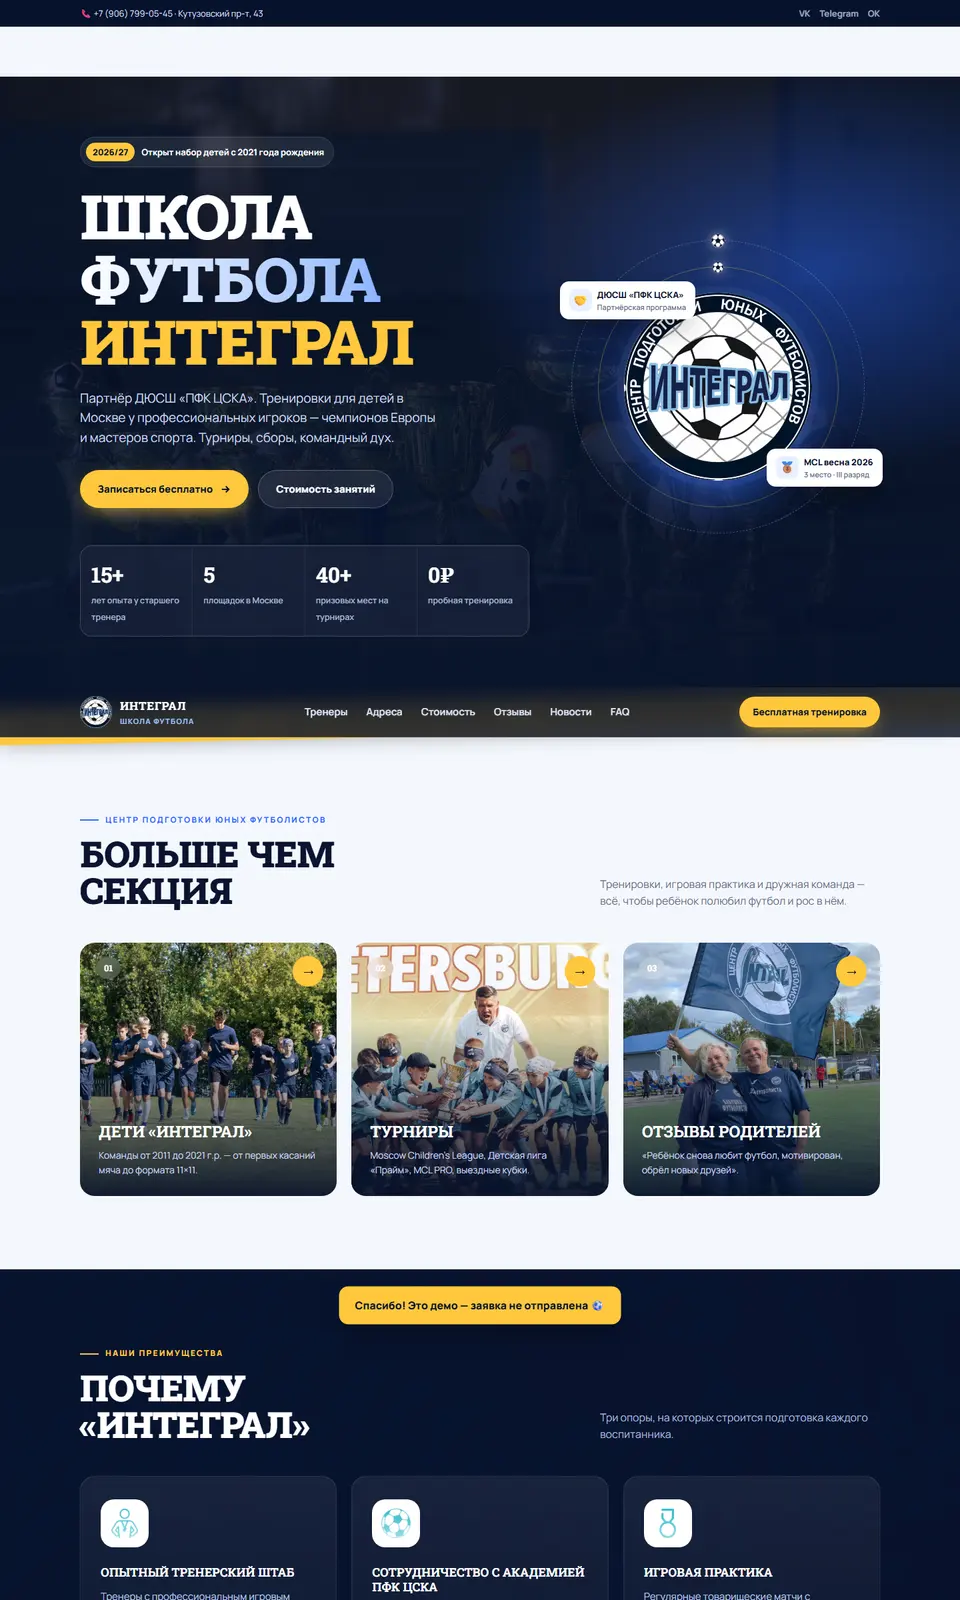 +7 (906) 799-05-45 · Кутузовский пр-т, 43
VK Telegram OK
2026/27 Открыт набор детей с 2021 года рождения
ШКОЛА
ФУТБОЛА
ИНТЕГРАЛ
Партнёр ДЮСШ «ПФК ЦСКА». Тренировки для детей в
Москве у профессиональных игроков — чемпионов Европы
и мастеров спорта. Турниры, сборы, командный дух.
Записаться бесплатно →
Стоимость занятий
15+
лет опыта у старшего
тренера
5
площадок в Москве
40+
призовых мест на
турнирах
0₽
пробная тренировка
ДЮСШ «ПФК ЦСКА»
Партнёрская программа
ЦЕНТР ПОДГОТО И ЮНЫХ ФУТБОЛИСТОВ
ИНТЕГРАЛ
MCL весна 2026
3 место · III разряд
ИНТЕГРАЛ
ШКОЛА ФУТБОЛА
Тренеры Адреса Стоимость Отзывы Новости FAQ
Бесплатная тренировка
ЦЕНТР ПОДГОТОВКИ ЮНЫХ ФУТБОЛИСТОВ
БОЛЬШЕ ЧЕМ
СЕКЦИЯ
Тренировки, игровая практика и дружная команда —
всё, чтобы ребёнок полюбил футбол и рос в нём.
01
→
ДЕТИ «ИНТЕГРАЛ»
Команды от 2011 до 2021 г.р. — от первых касаний
мяча до формата 11×11.
ETERSBURG
02
→
ТУРНИРЫ
Moscow Children's League, Детская лига
«Прайм», MCL PRO, выездные кубки.
03
→
ОТЗЫВЫ РОДИТЕЛЕЙ
«Ребёнок снова любит футбол, мотивирован,
обрёл новых друзей».
Спасибо! Это демо — заявка не отправлена
НАШИ ПРЕИМУЩЕСТВА
ПОЧЕМУ
«ИНТЕГРАЛ»
Три опоры, на которых строится подготовка каждого
воспитанника.
ОПЫТНЫЙ ТРЕНЕРСКИЙ ШТАБ
Тренеры с профессиональным игровым
СОТРУДНИЧЕСТВО С АКАДЕМИЕЙ
ПФК ЦСКА
ИГРОВАЯ ПРАКТИКА
Регулярные товарищеские матчи с